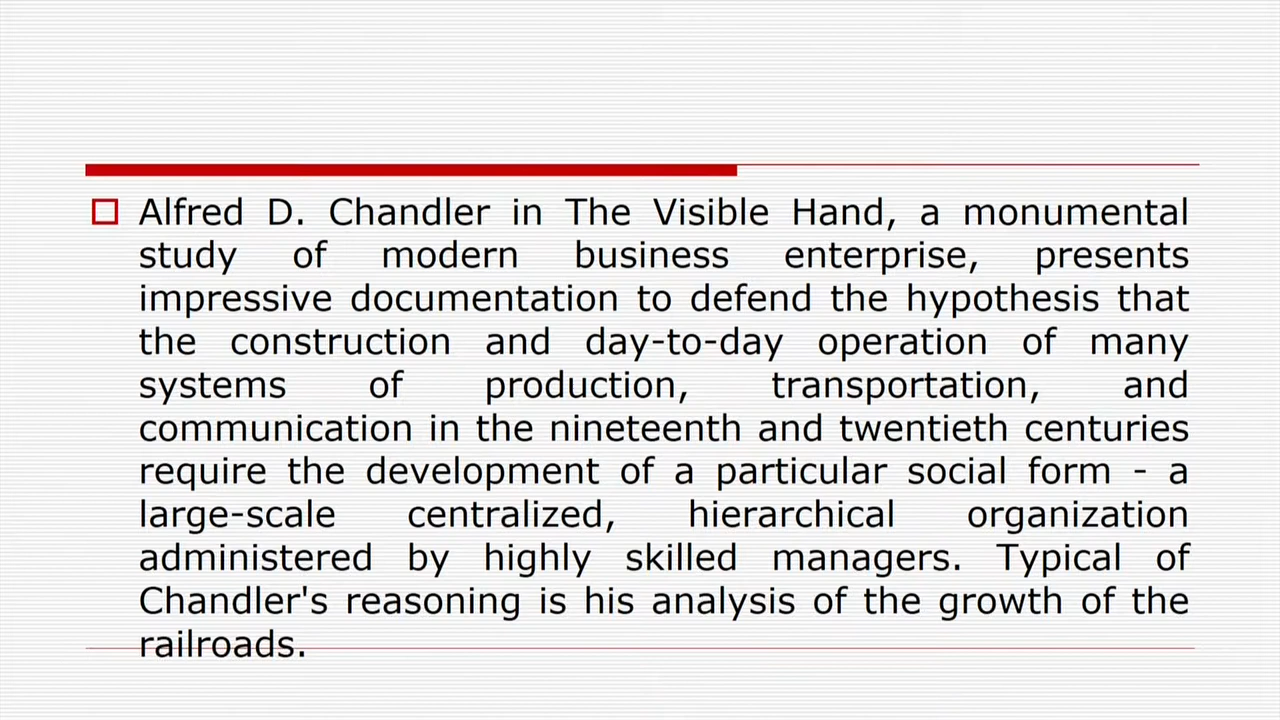 Alfred D. Chandler in The Visible Hand, a monumental
study of modern business enterprise, presents
impressive documentation to defend the hypothesis that
the construction and day-to-day operation of many
systems of production, transportation, and
communication in the nineteenth and twentieth centuries
require the development of a particular social form - a
large-scale centralized, hierarchical organization
administered by highly skilled managers. Typical of
Chandler's reasoning is his analysis of the growth of the
railroads.